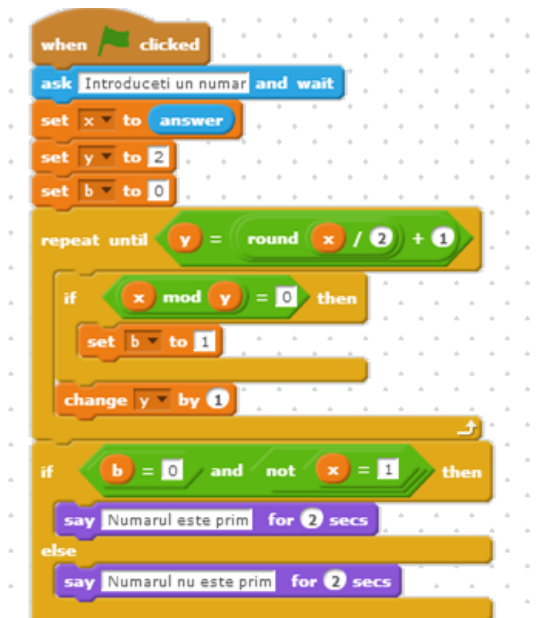 when clicked
ask Introduceti un numar and wait
set x to answer
set y to 2
set b to 0
repeat until y = round x / 2 + 1
if x mod y = 0 then
set b to 1
change y by 1
if b = 0 and not x = 1 then
say Numarul este prim for 2 secs
else
say Numarul nu este prim for 2 secs